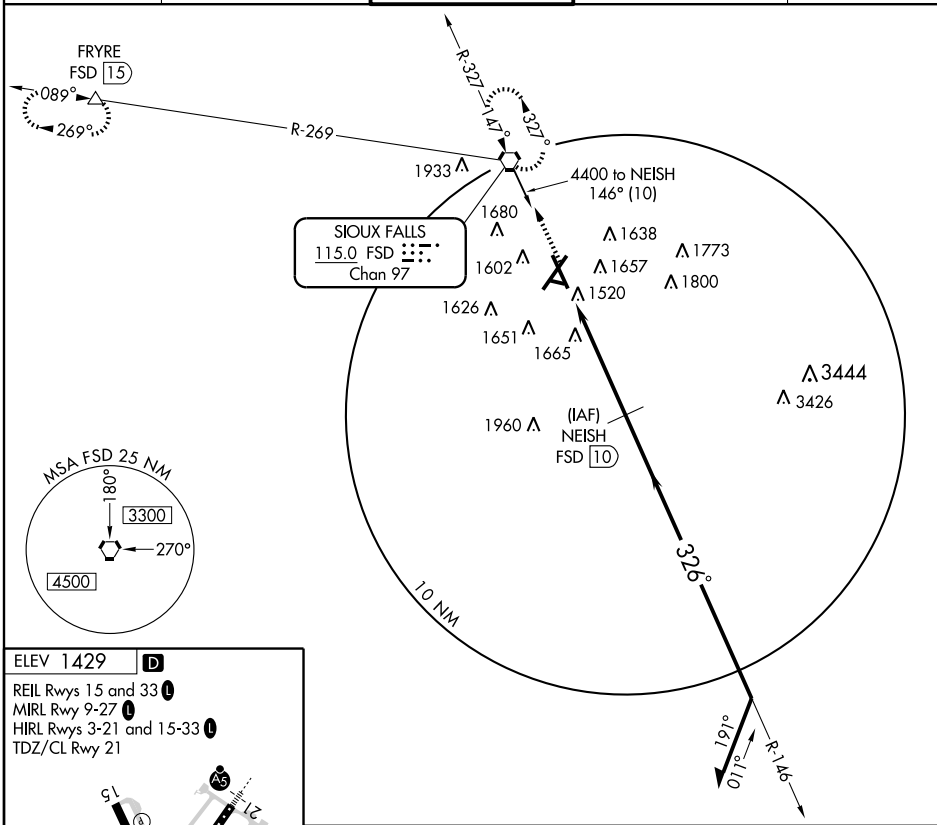 FRYRE
FSD 15
089°
269°
R-269
R-327
147°
327°
1933
4400 to NEISH
146° (10)
SIOUX FALLS
115.0 FSD
Chan 97
1680
1602
1638
1657
1773
1800
1520
1626
1651
1665
3444
3426
1960
(IAF)
NEISH
FSD 10
MSA FSD 25 NM
180°
3300
270°
4500
326°
10 NM
191°
011°
R-146
ELEV 1429 D
REIL Rwys 15 and 33 L
MIRL Rwy 9-27 L
HIRL Rwys 3-21 and 15-33 L
TDZ/CL Rwy 21
A5
15
21
P